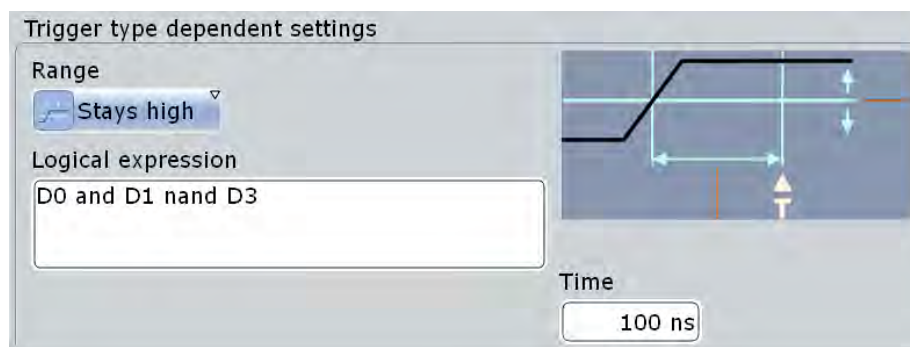 Trigger type dependent settings
Range
Stays high
Logical expression
D0 and D1 nand D3
T
Time
100 ns